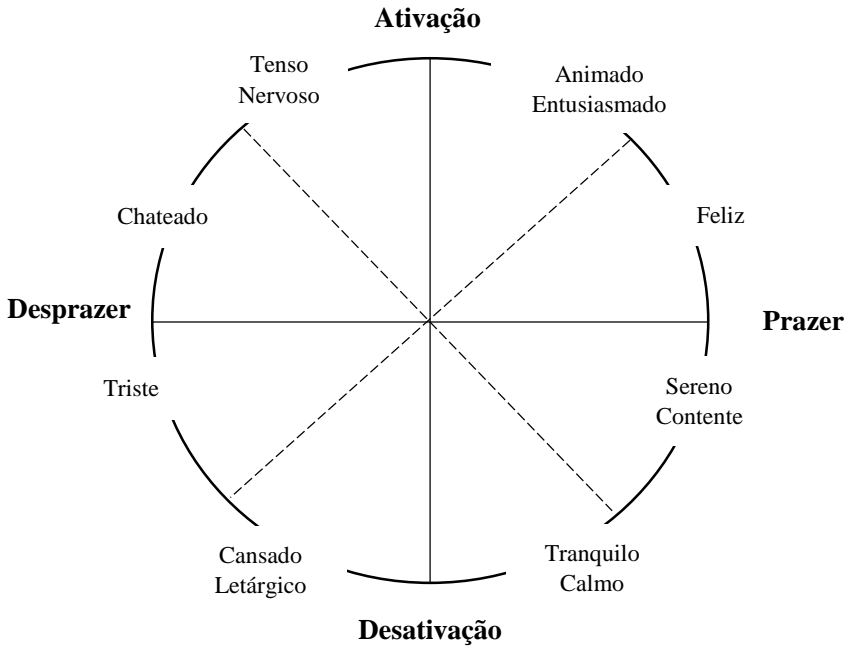 Ativação
Tenso
Nervoso
Animado
Entusiasmado
Chateado
Feliz
Desprazer
Prazer
Triste
Sereno
Contente
Cansado
Letárgico
Tranquilo
Calmo
Desativação